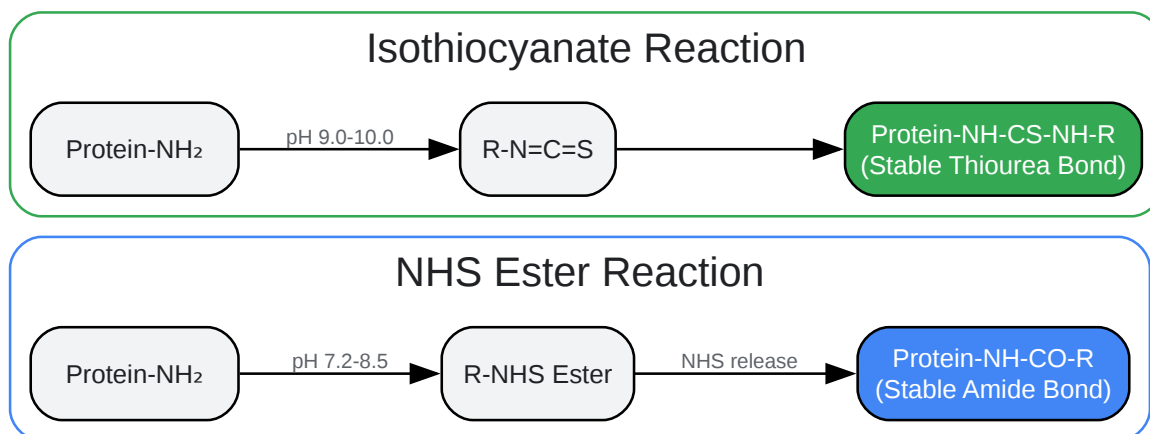 Isothiocyanate Reaction
Protein-NH₂
pH 9.0-10.0
R-N=C=S
Protein-NH-CS-NH-R
(Stable Thiourea Bond)
NHS Ester Reaction
Protein-NH₂
pH 7.2-8.5
R-NHS Ester
NHS release
Protein-NH-CO-R
(Stable Amide Bond)